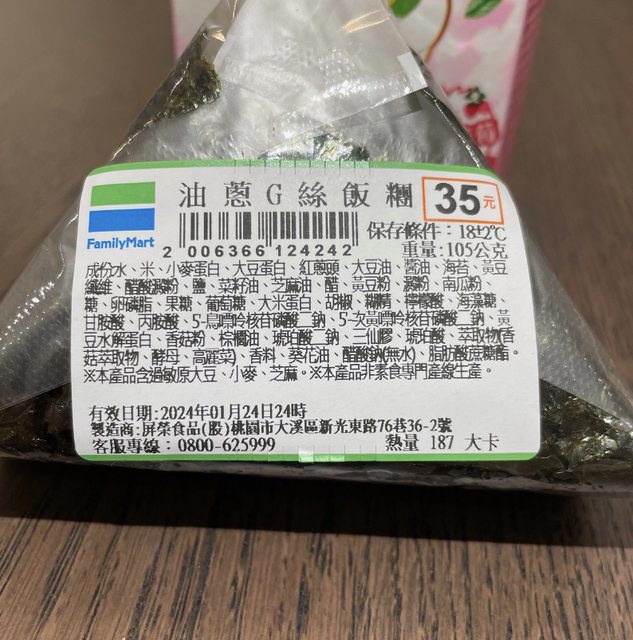 油蔥G絲飯糰 35元
FamilyMart
2 006366 124242
保存條件：18±2℃
重量:105公克
成份水、米、小麥蛋白、大豆蛋白、紅蔥頭、大豆油、醬油、海苔、黃豆
纖維、醋酸澱粉、鹽、菜籽油、芝麻油、醋、黃豆粉、澱粉、南瓜粉、
糖、卵磷脂、果糖、葡萄糖、大米蛋白、胡椒、糊精、檸檬酸、海藻糖、
甘胺酸、丙胺酸、5-鳥嘌呤核苷磷酸二鈉、5-次黃嘌呤核苷磷酸二鈉、黃
豆水解蛋白、香菇粉、棕櫚油、琥珀酸二鈉、三仙膠、琥珀酸、萃取物(香
菇萃取物、酵母、高麗菜)、香料、葵花油、醋酸鈉(無水)、脂肪酸蔗糖酯。
※本產品含過敏原大豆、小麥、芝麻。※本產品非素食專門產線生產。
有效日期:2024年01月24日24時
製造商:屏榮食品(股)桃園市大溪區新光東路76巷36-2號
客服專線：0800-625999 熱量 187 大卡